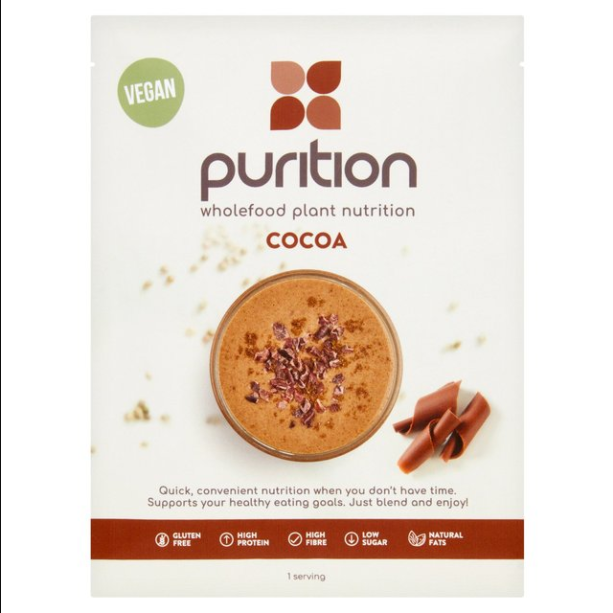 VEGAN
purition
wholefood plant nutrition
COCOA
Quick, convenient nutrition when you don't have time.
Supports your healthy eating goals. Just blend and enjoy!
GLUTEN
FREE
HIGH
PROTEIN
HIGH
FIBRE
LOW
SUGAR
NATURAL
FATS
1 serving